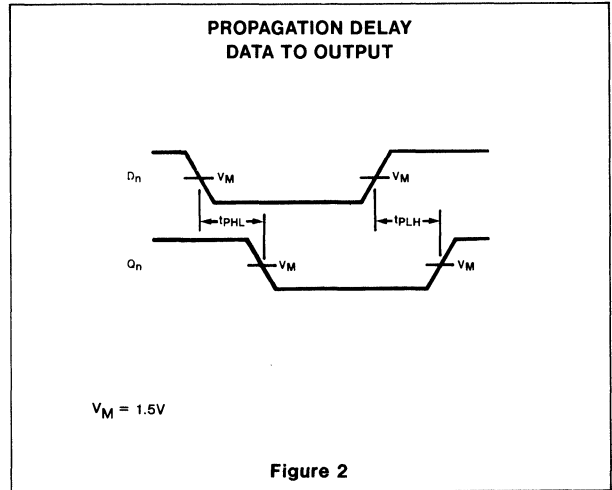 PROPAGATION DELAY
DATA TO OUTPUT
Dn
VM
VM
tPHL
tPLH
Qn
VM
VM
VM = 1.5V
Figure 2